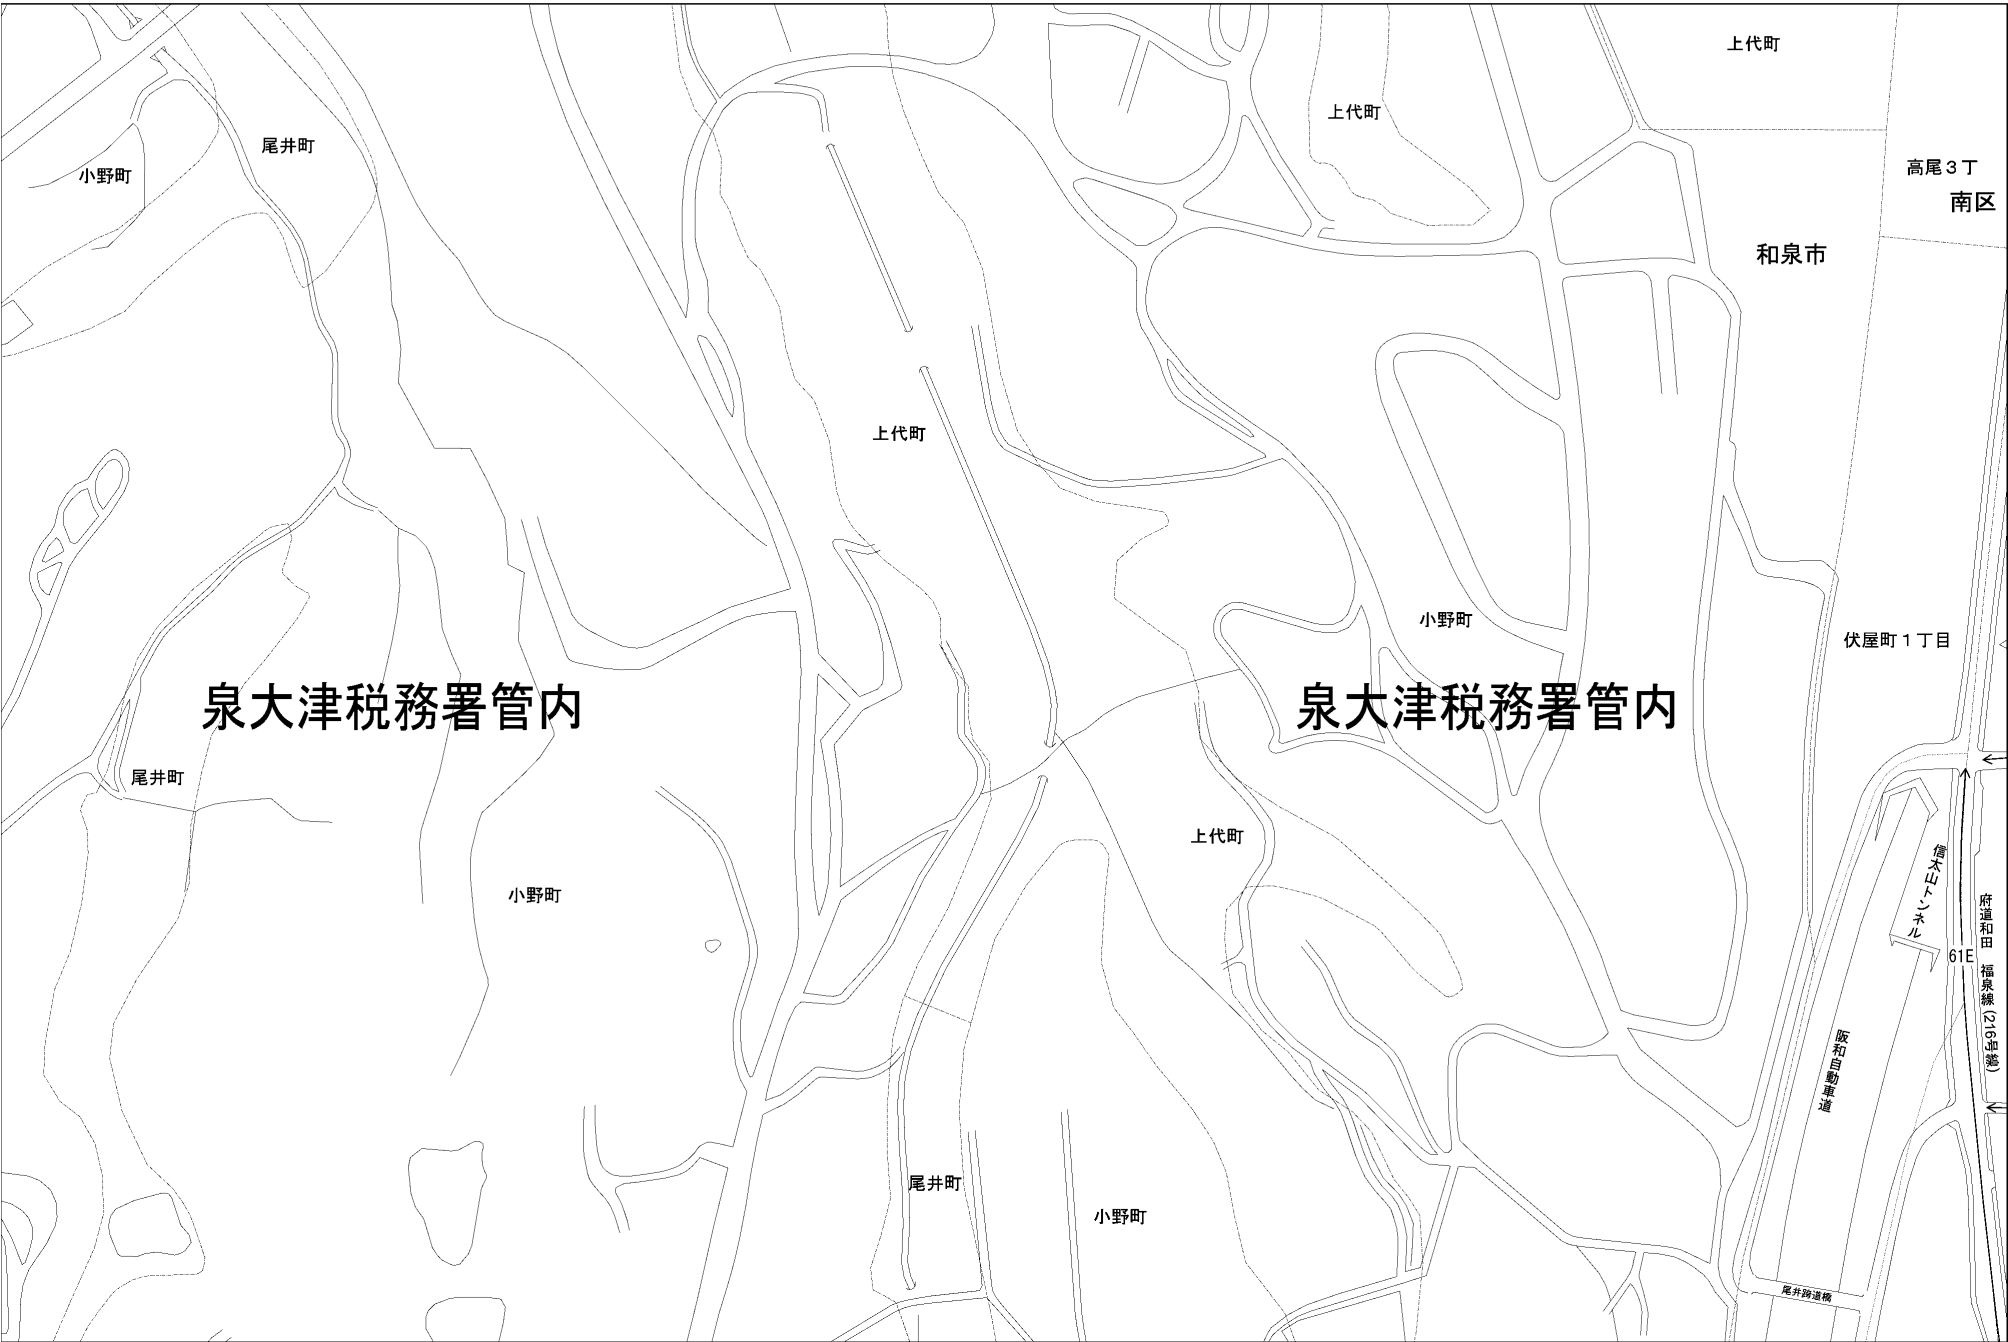 上代町
上代町
尾井町
高尾３丁
小野町
南区
和泉市
上代町
小野町
伏屋町１丁目
泉大津税務署管内
泉大津税務署管内
尾井町
上代町
信太山トンネル
小野町
府道和田　福泉線(216号線)
61E
阪和自動車道
尾井町
小野町
尾井跨道橋